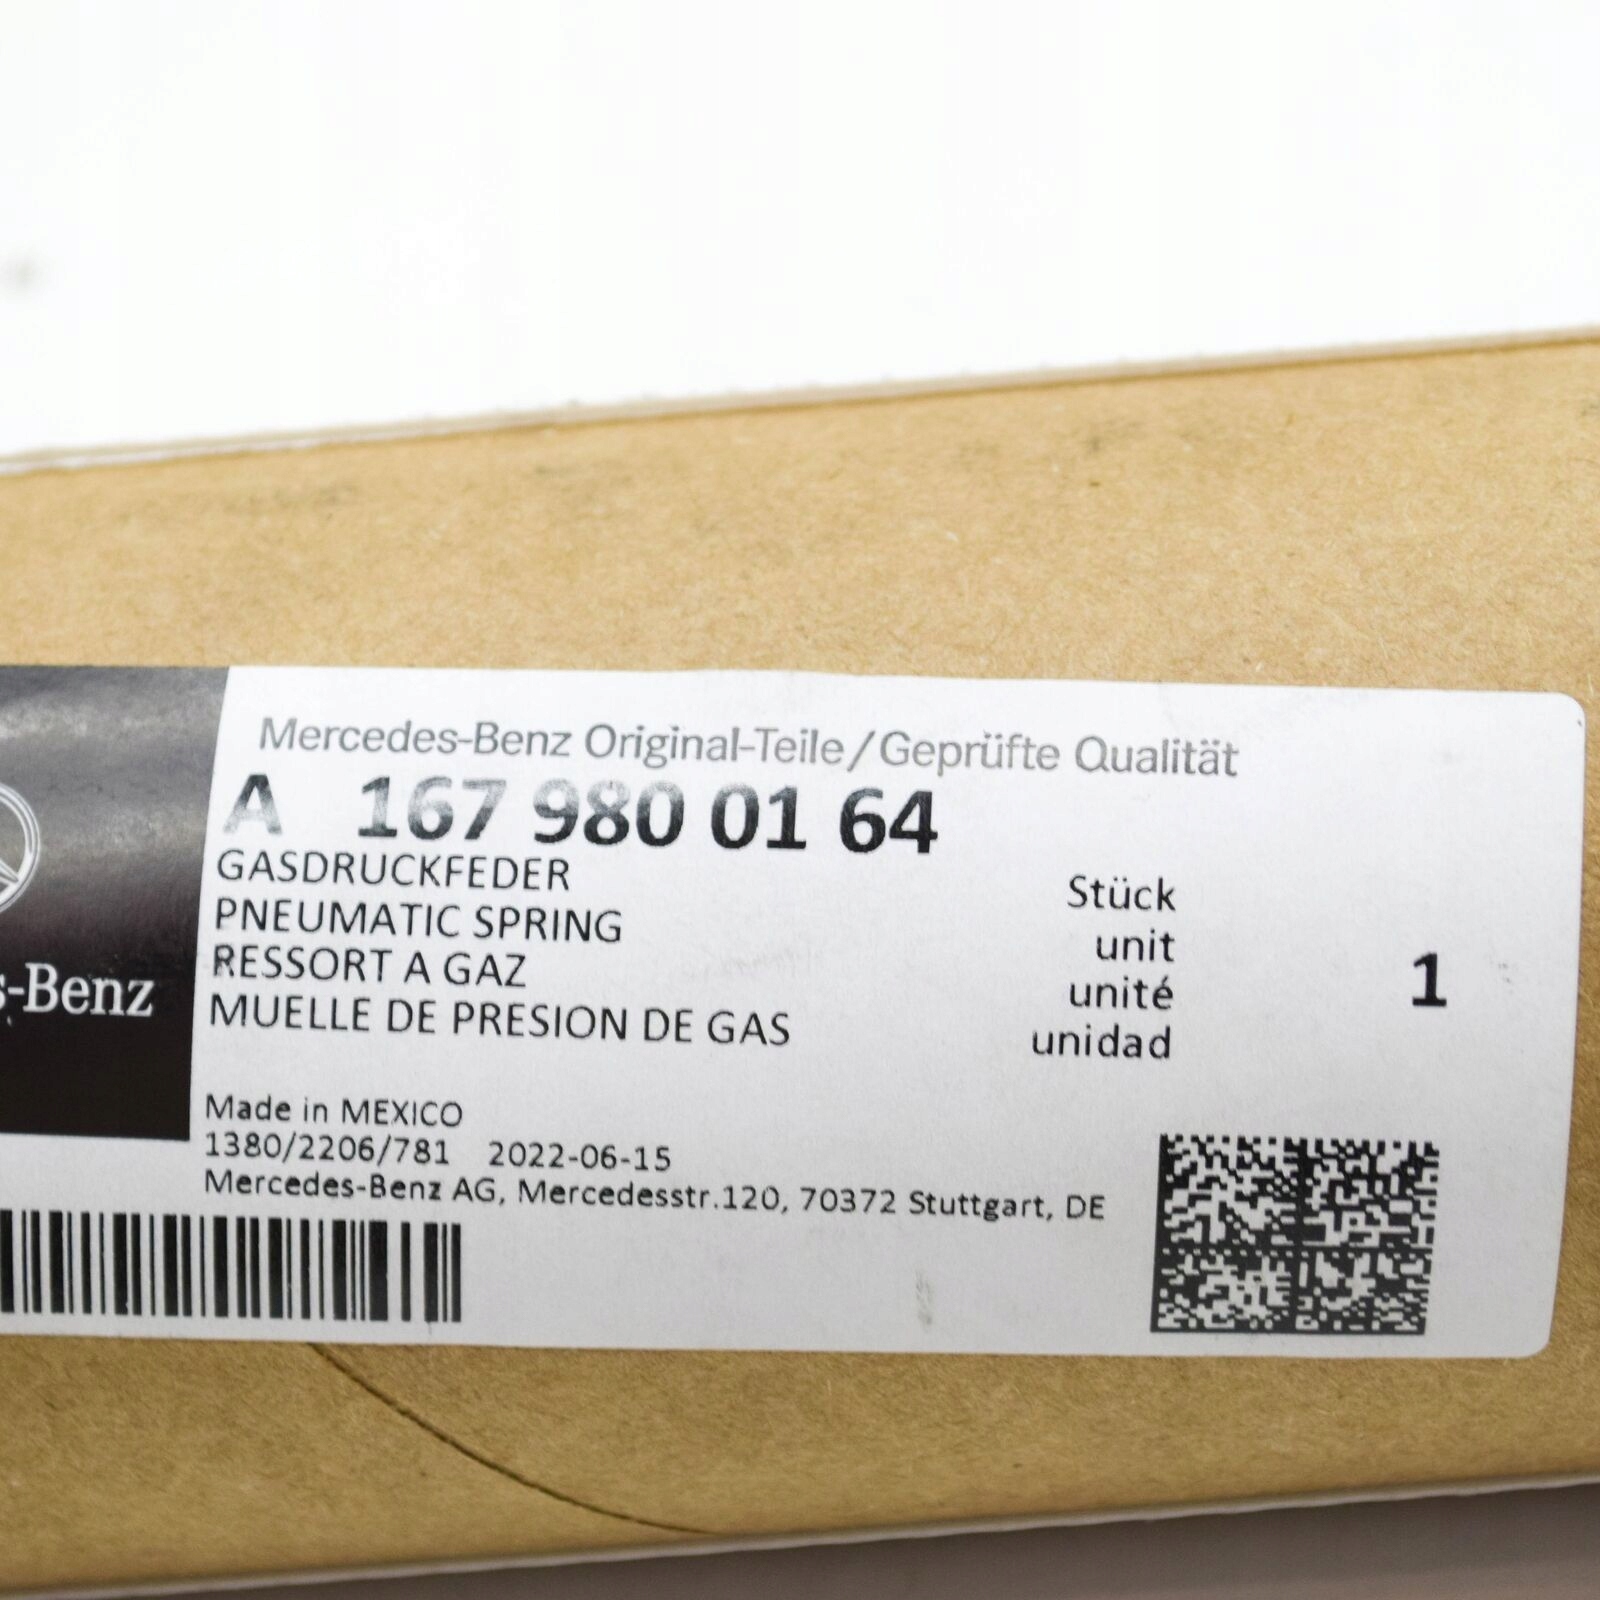 Mercedes-Benz Original-Teile/Geprüfte Qualität
A 167 980 01 64
GASDRUCKFEDER
PNEUMATIC SPRING
RESSORT A GAZ
MUELLE DE PRESION DE GAS
Stück
unit
unité
unidad
1
s-Benz
Made in MEXICO
1380/2206/781 2022-06-15
Mercedes-Benz AG, Mercedesstr.120, 70372 Stuttgart, DE